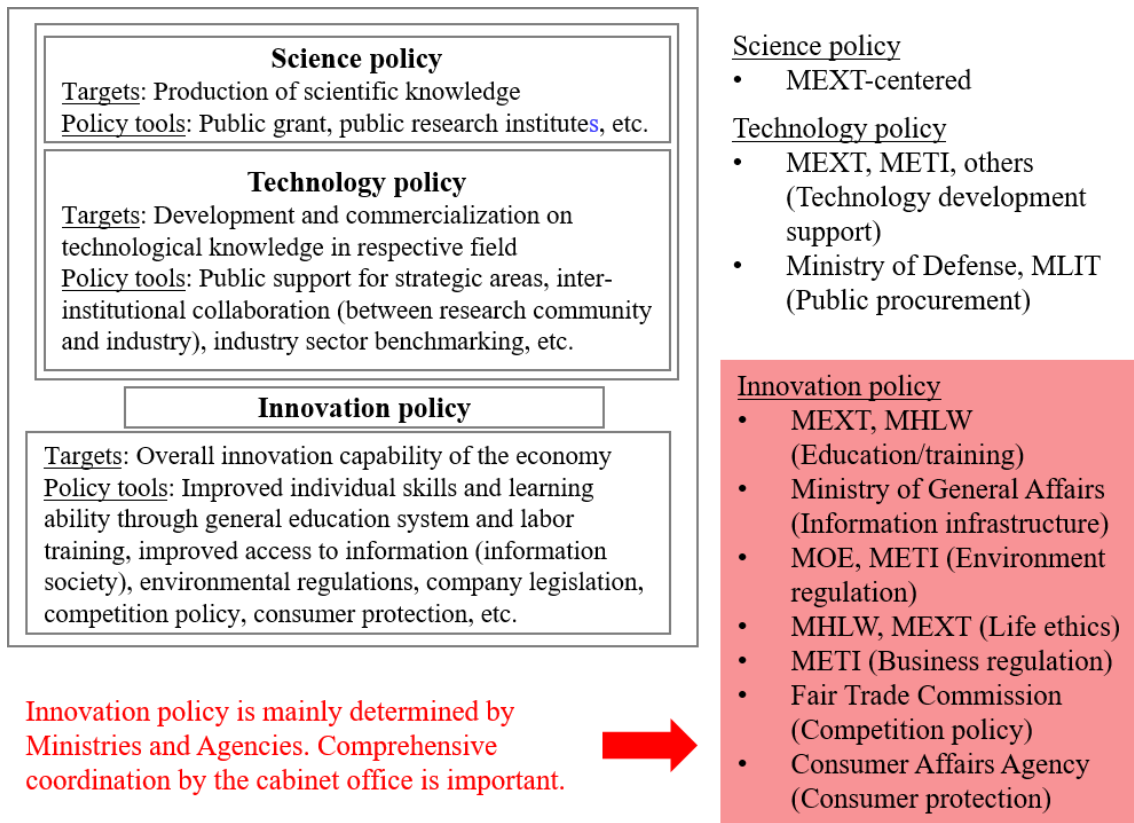 Science policy
Targets: Production of scientific knowledge
Policy tools: Public grant, public research institutes, etc.
Technology policy
Targets: Development and commercialization on
technological knowledge in respective field
Policy tools: Public support for strategic areas, inter-
institutional collaboration (between research community
and industry), industry sector benchmarking, etc.
Innovation policy
Targets: Overall innovation capability of the economy
Policy tools: Improved individual skills and learning
ability through general education system and labor
training, improved access to information (information
society), environmental regulations, company legislation,
competition policy, consumer protection, etc.
Innovation policy is mainly determined by
Ministries and Agencies. Comprehensive
coordination by the cabinet office is important.
Science policy
• MEXT-centered
Technology policy
• MEXT, METI, others
(Technology development
support)
• Ministry of Defense, MLIT
(Public procurement)
Innovation policy
• MEXT, MHLW
(Education/training)
• Ministry of General Affairs
(Information infrastructure)
• MOE, METI (Environment
regulation)
• MHLW, MEXT (Life ethics)
• METI (Business regulation)
• Fair Trade Commission
(Competition policy)
• Consumer Affairs Agency
(Consumer protection)